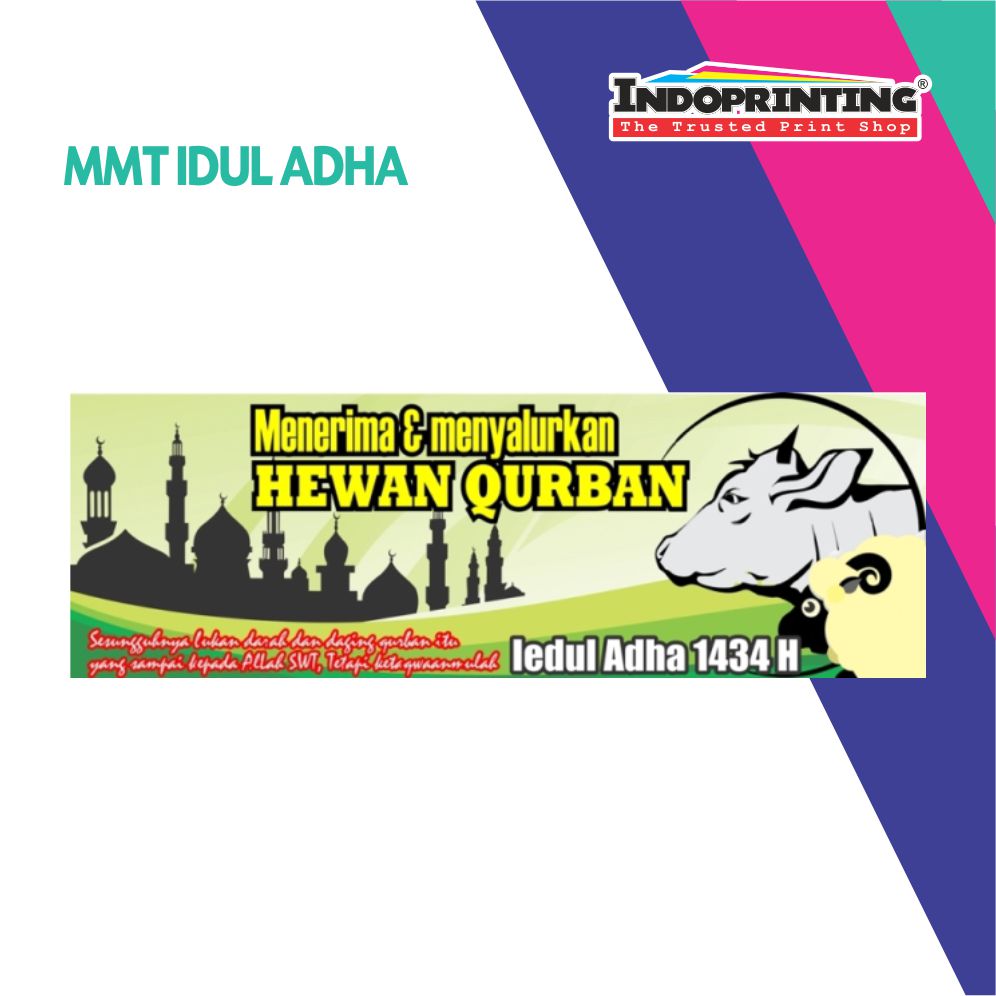 INDOPRINTING®
The Trusted Print Shop
MMT IDUL ADHA
Menerima & menyalurkan
HEWAN QURBAN
Sesungguhnya bukan darah dan daging qurban itu
yang sampai kepada Allah SWT, Tetapi ketaqwaanmulah
Iedul Adha 1434 H